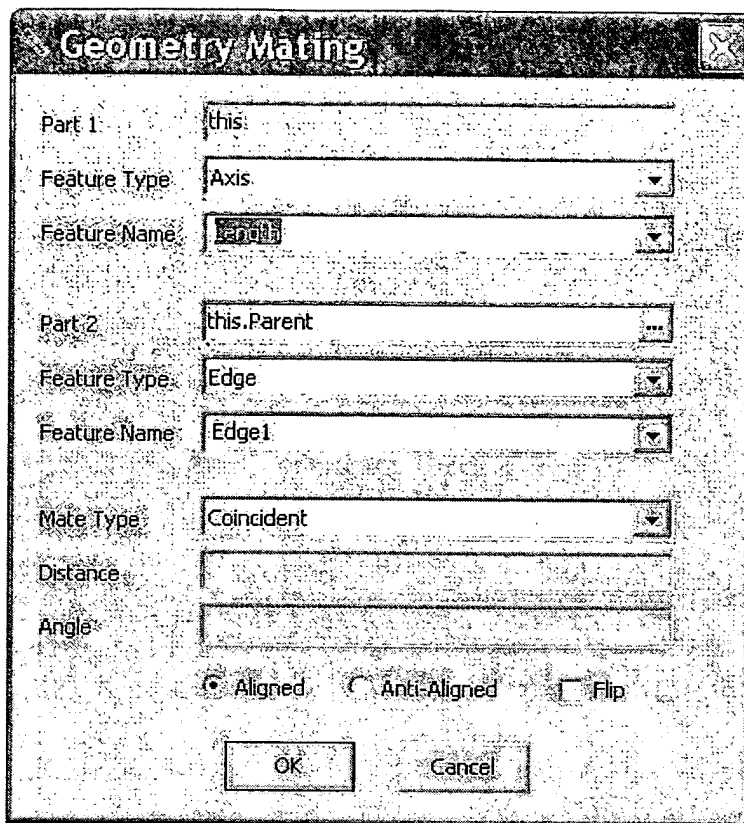 Geometry Mating
Part 1 this
Feature Type Axis
Feature Name length
Part 2 this.Parent ...
Feature Type Edge
Feature Name Edge1
Mate Type Coincident
Distance
Angle
Aligned Anti-Aligned Flip
OK Cancel